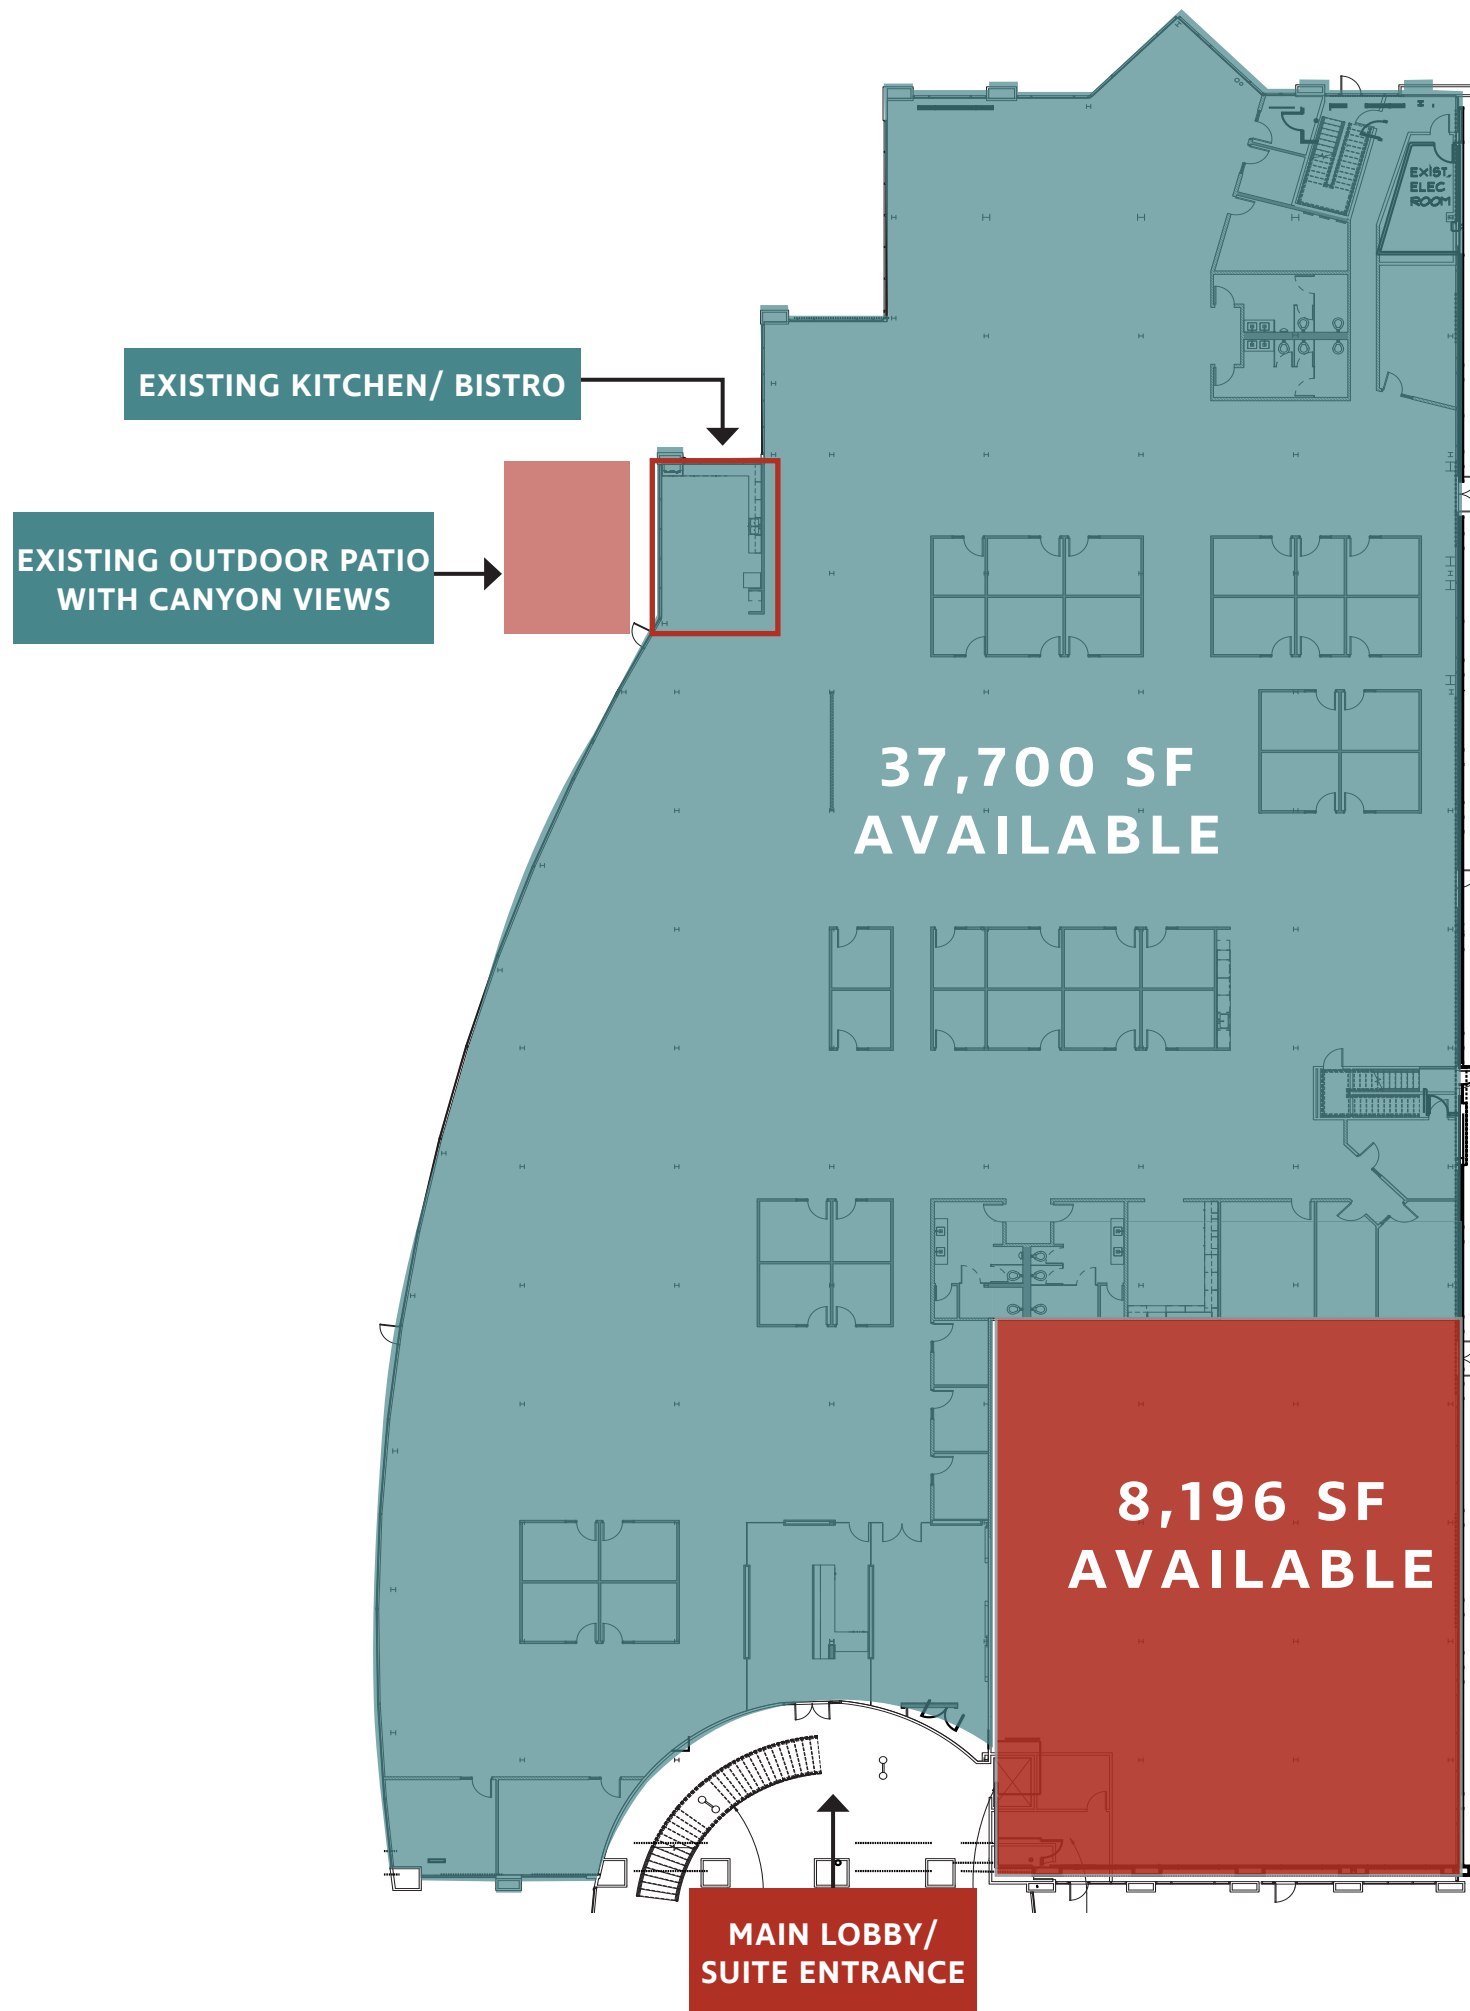 EXIST.
ELEC
ROOM
EXISTING KITCHEN/ BISTRO
EXISTING OUTDOOR PATIO
WITH CANYON VIEWS
37,700 SF
AVAILABLE
8,196 SF
AVAILABLE
MAIN LOBBY/
SUITE ENTRANCE